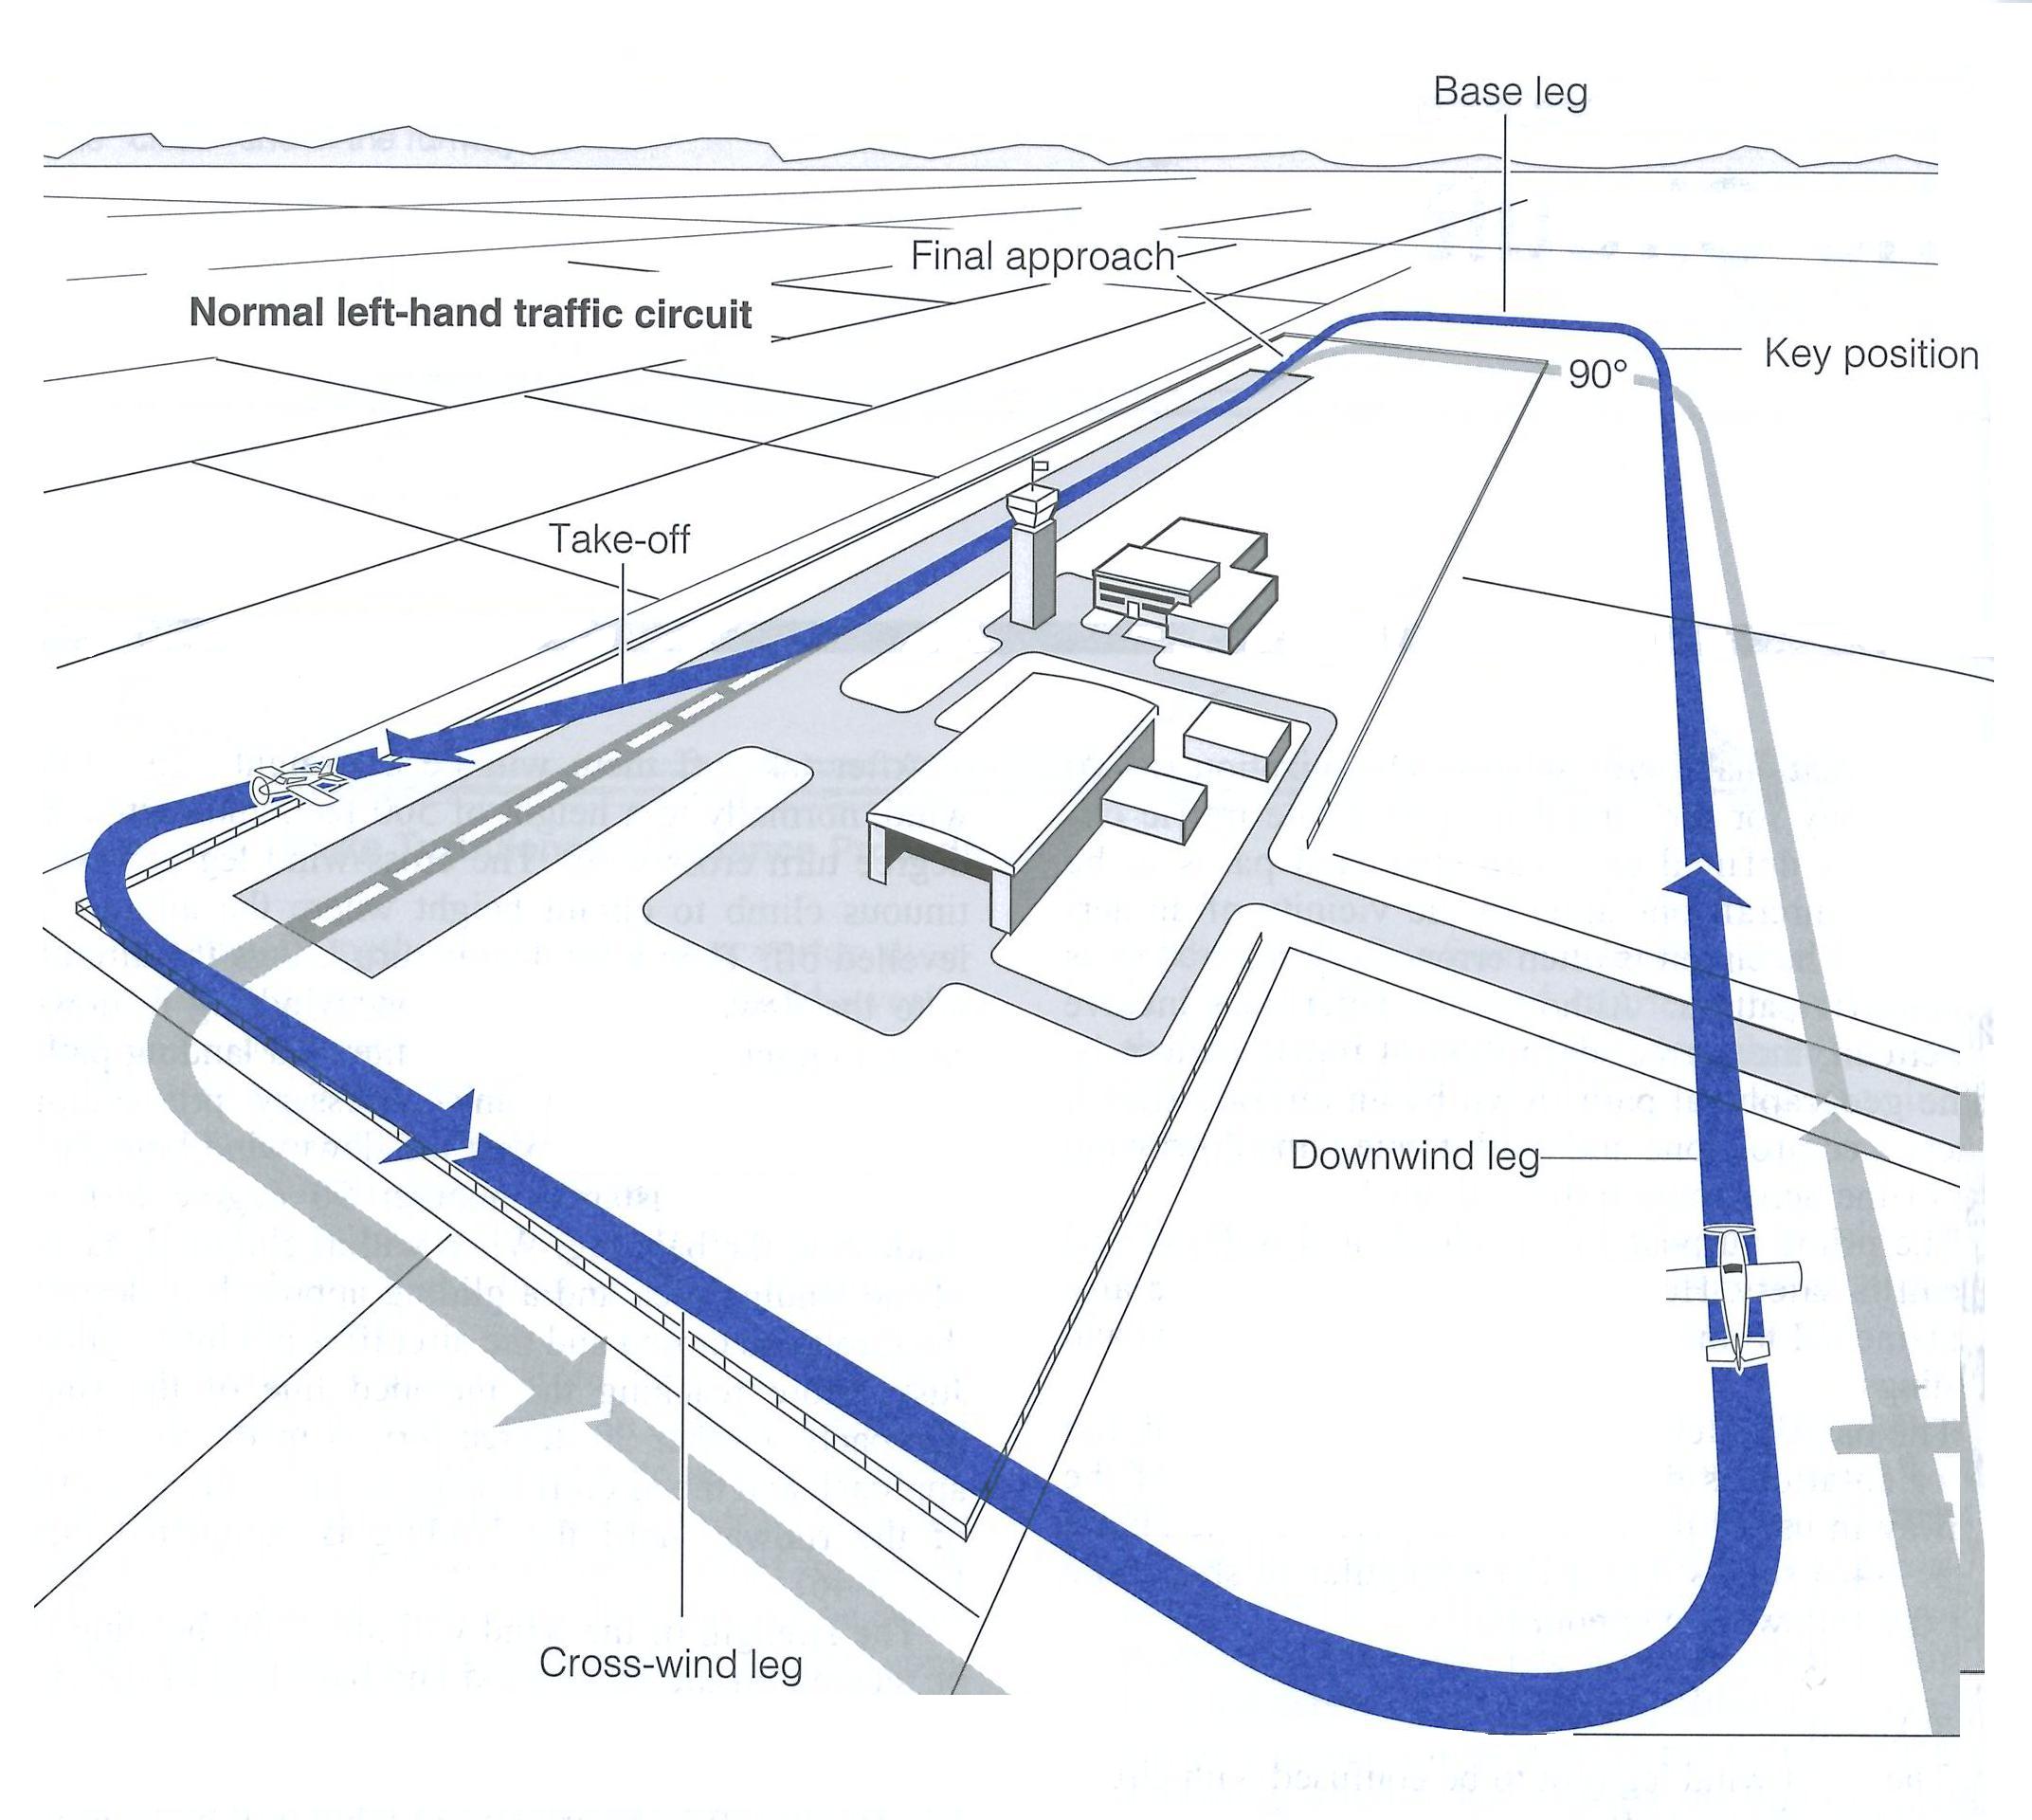 Base leg
Final approach
Normal left-hand traffic circuit
Key position
90°
Take-off
Downwind leg
Cross-wind leg